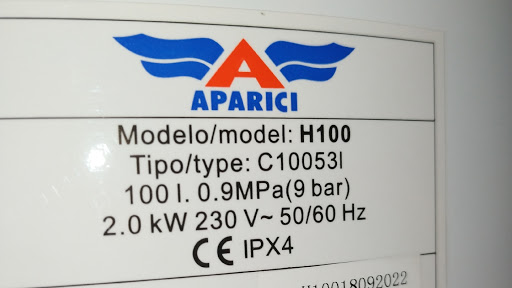 A
APARICI
Modelo/model: H100
Tipo/type: C10053l
100 l. 0.9MPa(9 bar)
2.0 kW 230 V~ 50/60 Hz
CE IPX4